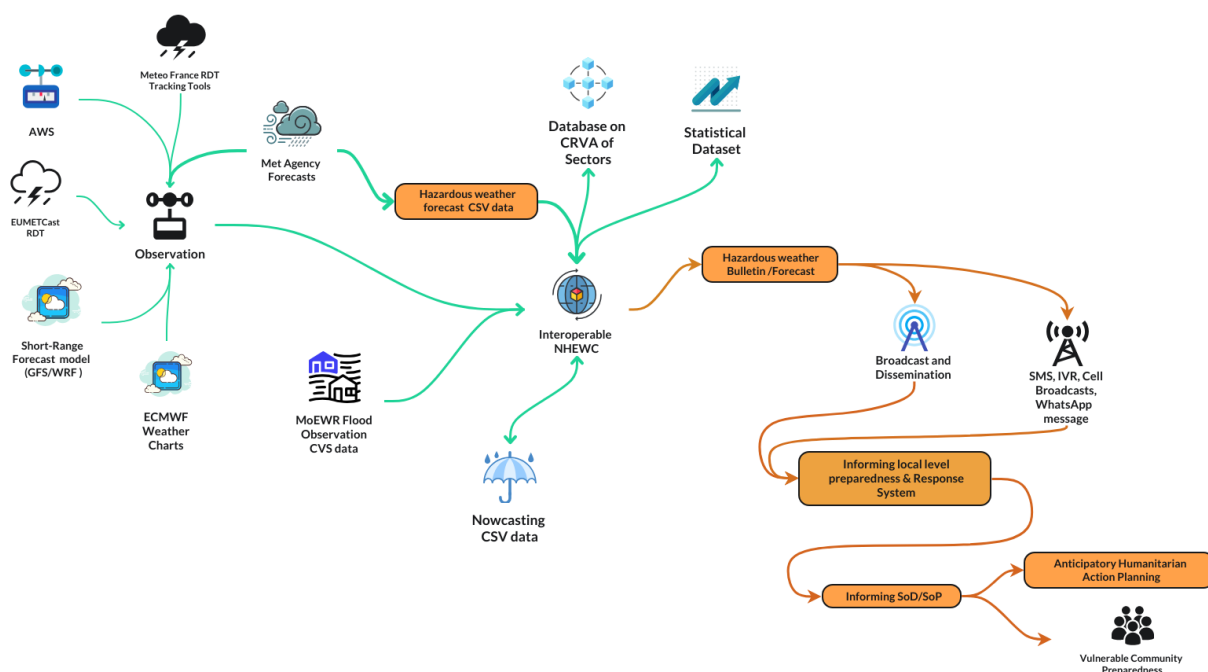 Meteo France RDT
Tracking Tools
AWS
Met Agency
Forecasts
Database on
CRVA of
Sectors
Statistical
Dataset
Hazardous weather
forecast CSV data
EUMETCast
RDT
Observation
Hazardous weather
Bulletin /Forecast
Short-Range
Forecast model
(GFS/WRF )
Interoperable
NHEWC
Broadcast and
Dissemination
SMS, IVR, Cell
Broadcasts,
WhatsApp
message
ECMWF
Weather
Charts
MoEWR Flood
Observation
CVS data
Informing local level
preparedness & Response
System
Nowcasting
CSV data
Anticipatory Humanitarian
Action Planning
Informing SoD/SoP
Vulnerable Community
Preparedness